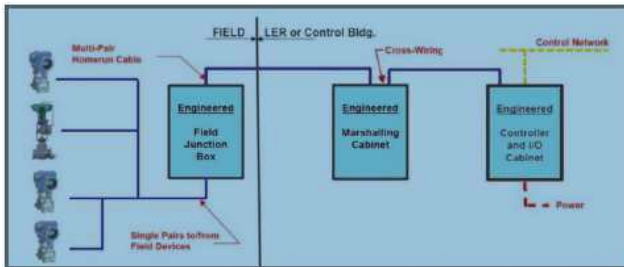 FIELD
LER or Control Bldg.
Multi-Pair
Homerun Cable
Cross-Wiring
Control Network
Engineered
Field
Junction
Box
Engineered
Marshalling
Cabinet
Engineered
Controller
and I/O
Cabinet
Single Pairs to/from
Field Devices
Power